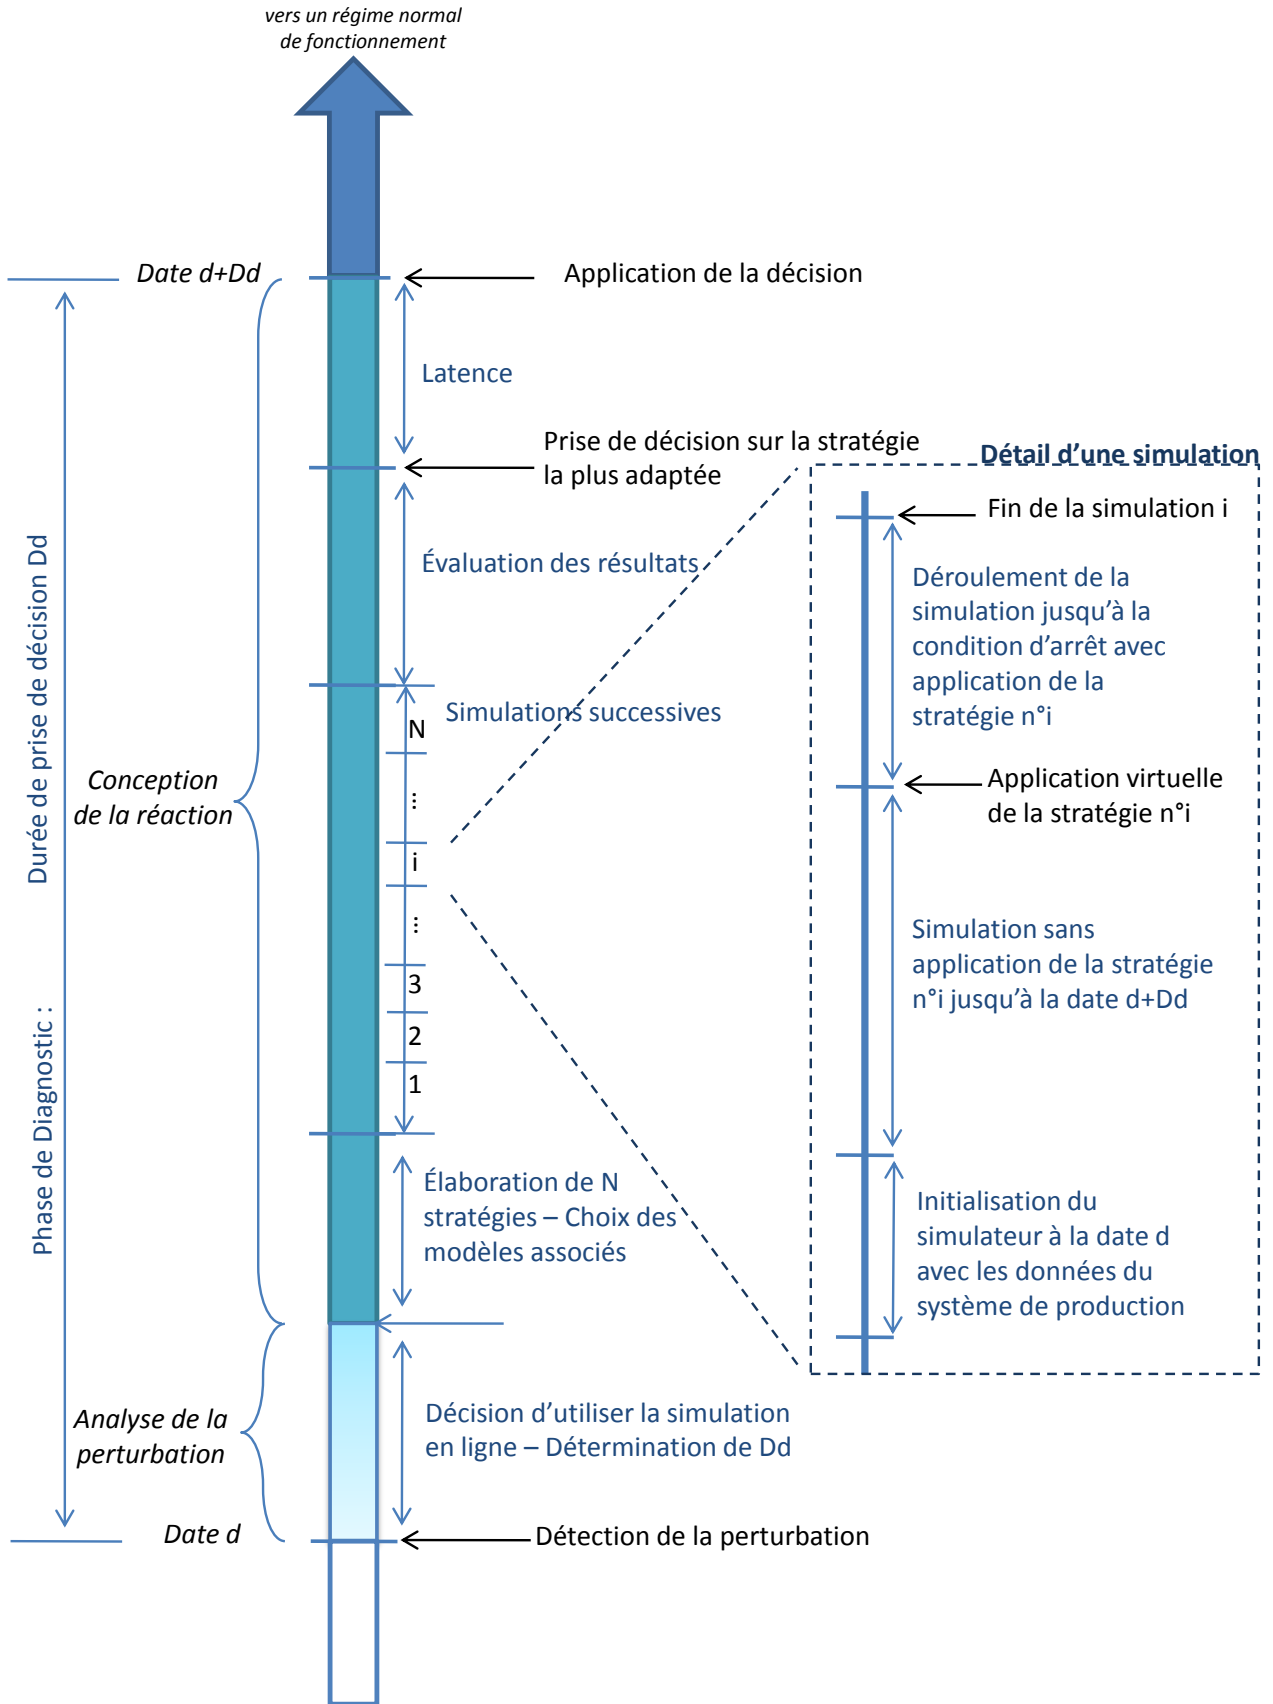 vers un régime normal
de fonctionnement
Date d+Dd
Application de la décision
Latence
Prise de décision sur la stratégie
la plus adaptée
Évaluation des résultats
Simulations successives
N
...
i
...
3
2
1
Durée de prise de décision Dd
Phase de Diagnostic :
Conception
de la réaction
Élaboration de N
stratégies – Choix des
modèles associés
Analyse de la
perturbation
Décision d’utiliser la simulation
en ligne – Détermination de Dd
Date d
Détection de la perturbation
Détail d’une simulation
Fin de la simulation i
Déroulement de la
simulation jusqu’à la
condition d’arrêt avec
application de la
stratégie n°i
Application virtuelle
de la stratégie n°i
Simulation sans
application de la stratégie
n°i jusqu’à la date d+Dd
Initialisation du
simulateur à la date d
avec les données du
système de production